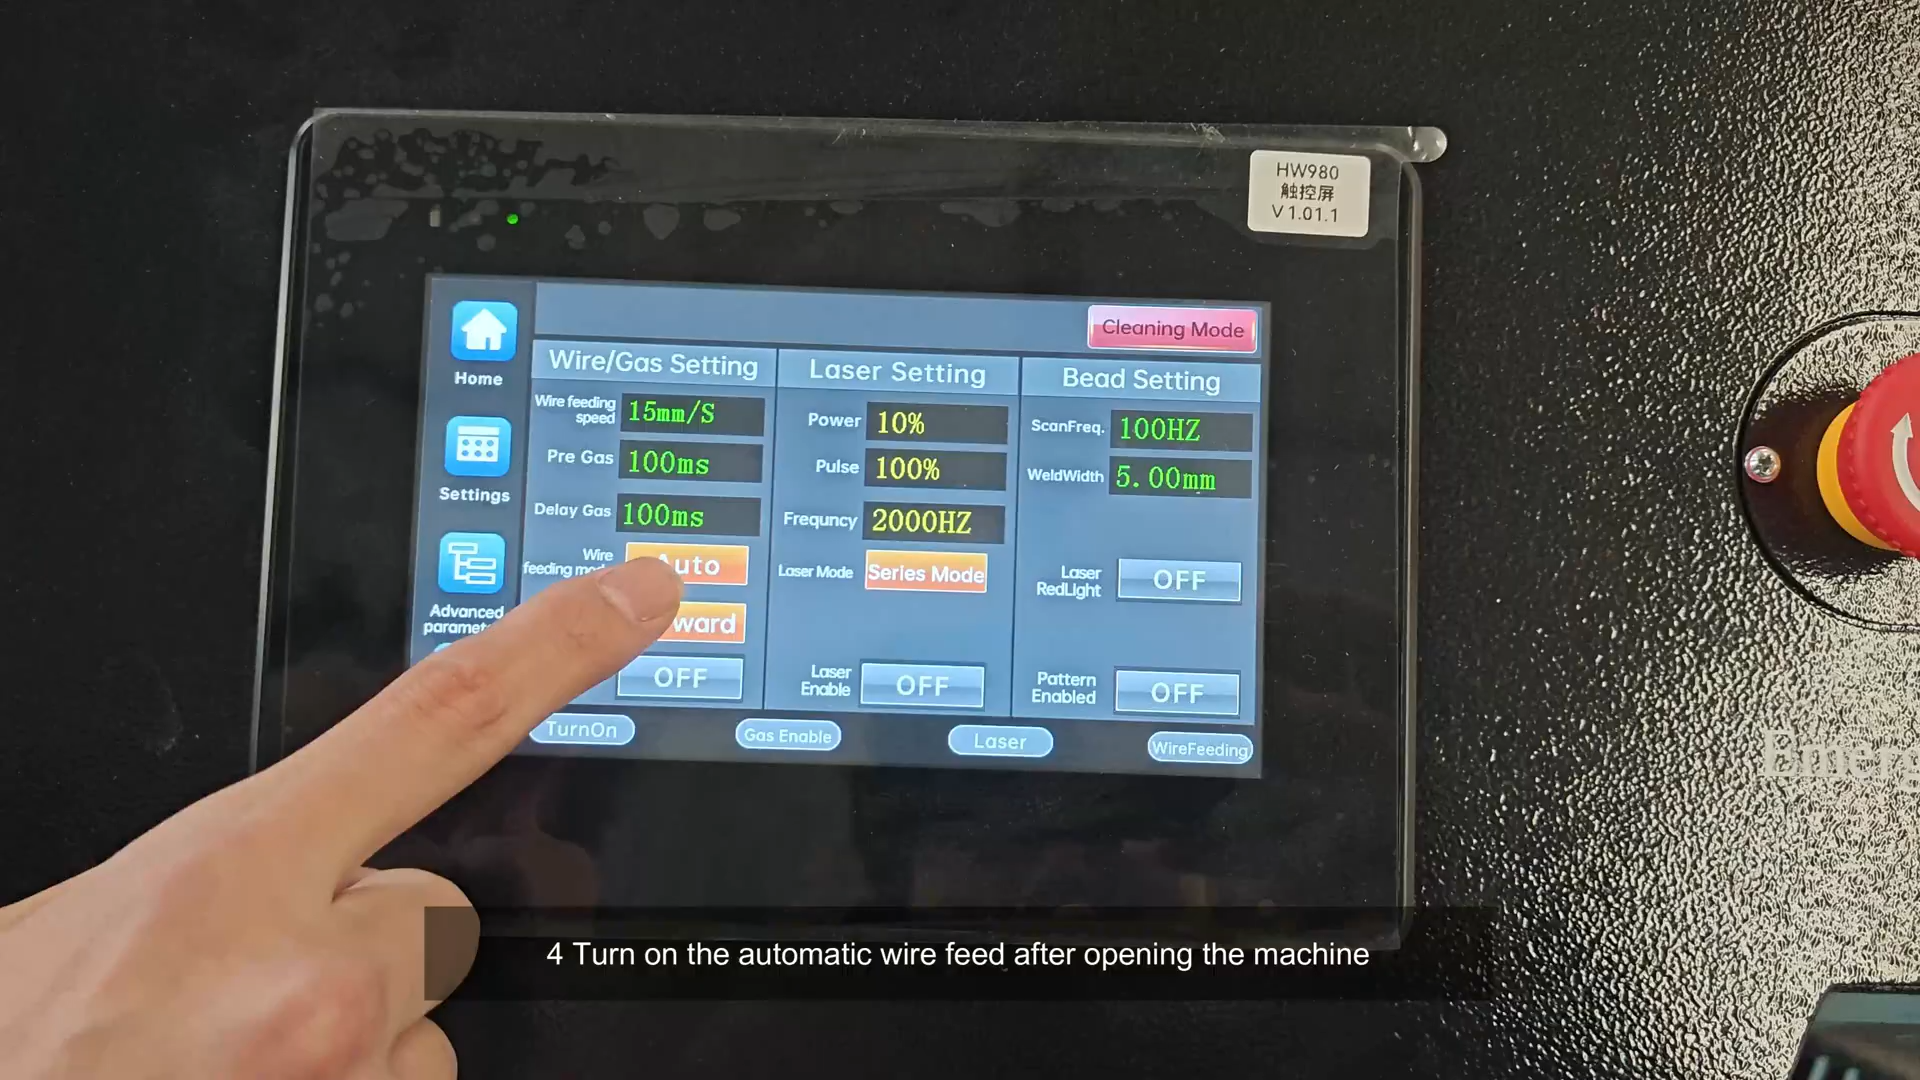 HW980
触控屏
V 1.01.1
Cleaning Mode
Home
Settings
Advanced
Wire/Gas Setting
Wire feeding
speed
15mm/S
Pre Gas
100ms
Delay Gas
100ms
Wire
feeding
Laser Setting
Power
10%
Pulse
100%
Frequncy
2000HZ
Laser Mode
Series Mode
Laser
Enable
OFF
Bead Setting
ScanFreq.
100HZ
WeldWidth
5.00mm
Laser
RedLight
OFF
Pattern
Enabled
OFF
OFF
TurnOn
Gas Enable
Laser
WireFeeding
4 Turn on the automatic wire feed after opening the machine